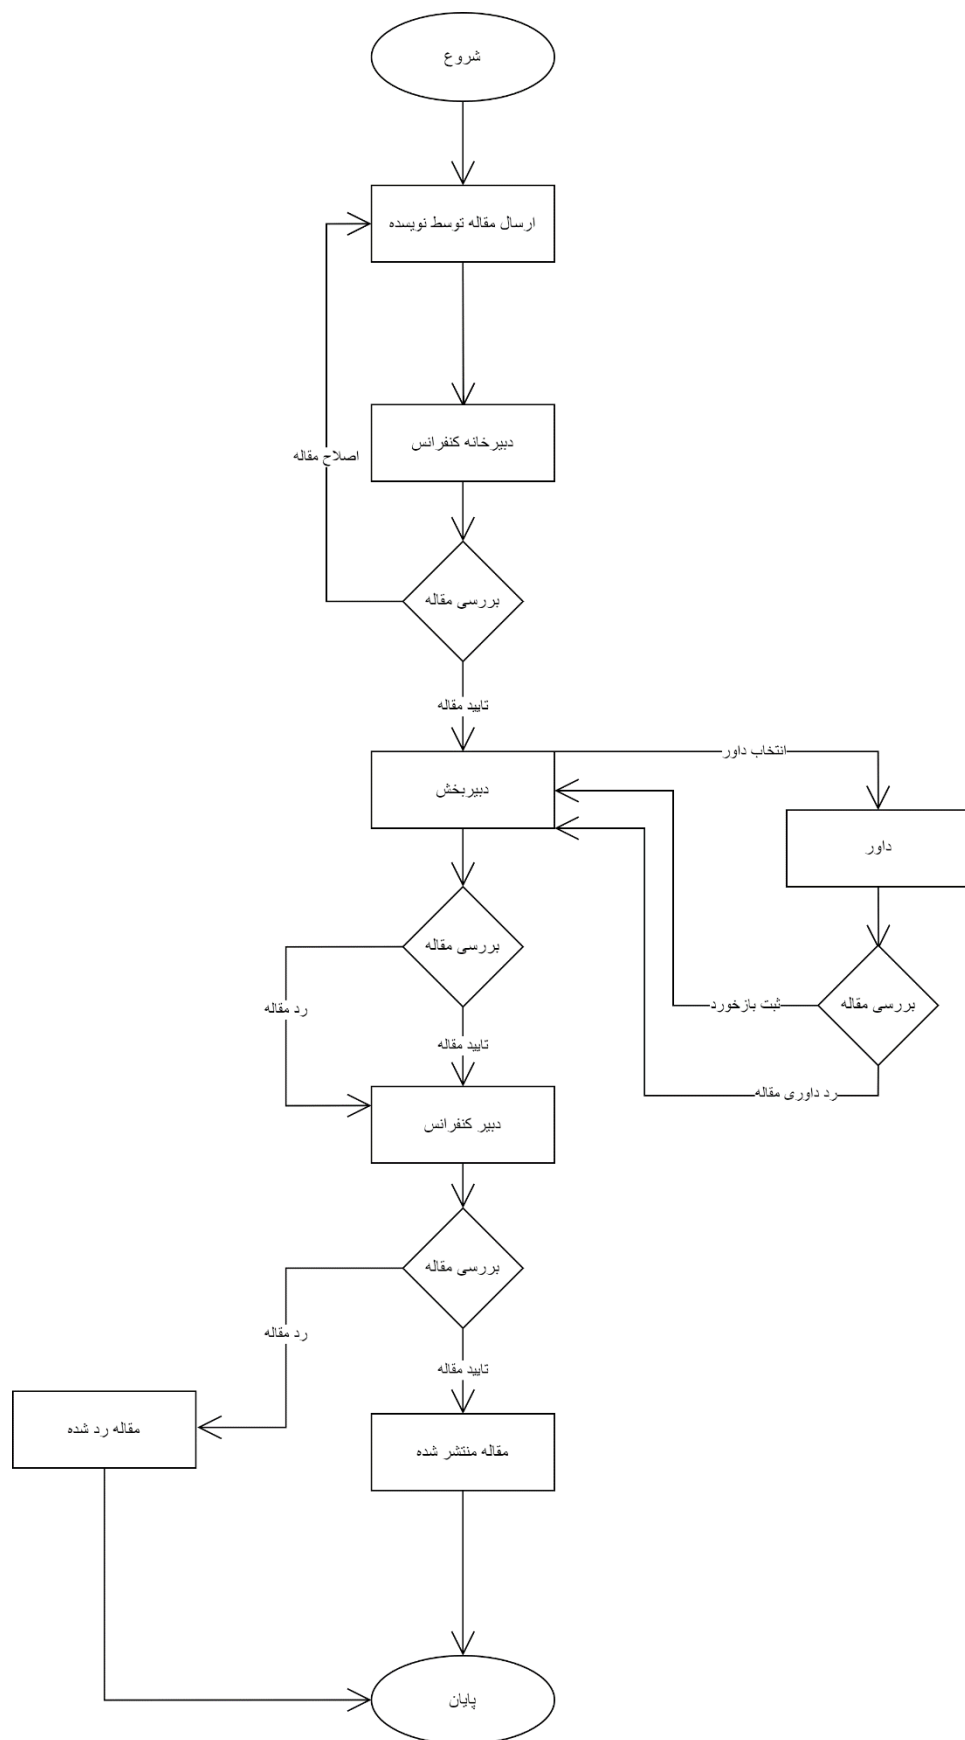 شروع
ارسال مقاله توسط نویسده
دبیرخانه کنفرانس
اصلاح مقاله
بررسی مقاله
تایید مقاله
انتخاب داور
دبیربخش
داور
بررسی مقاله
بررسی مقاله
ثبت بازخورد
رد مقاله
تایید مقاله
رد داوری مقاله
دبیر کنفرانس
بررسی مقاله
رد مقاله
تایید مقاله
مقاله رد شده
مقاله منتشر شده
پایان